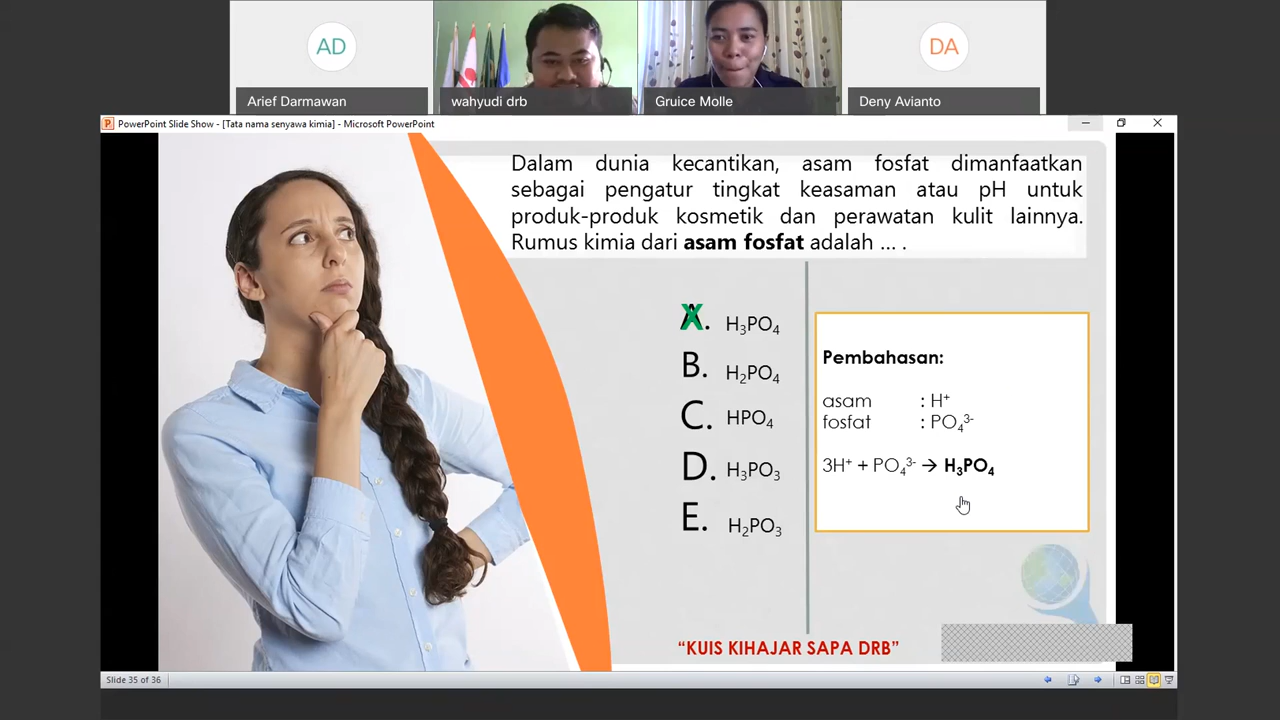 AD
DA
Arief Darmawan
wahyudi drb
Gruice Molle
Deny Avianto
PowerPoint Slide Show - [Tata nama senyawa kimia] - Microsoft PowerPoint
Dalam dunia kecantikan, asam fosfat dimanfaatkan
sebagai pengatur tingkat keasaman atau pH untuk
produk-produk kosmetik dan perawatan kulit lainnya.
Rumus kimia dari asam fosfat adalah ... .
A. H₃PO₄
B. H₂PO₄
C. HPO₄
D. H₃PO₃
E. H₂PO₃
Pembahasan:
asam : H⁺
fosfat : PO₄³⁻
3H⁺ + PO₄³⁻ → H₃PO₄
“KUIS KIHAJAR SAPA DRB”
Slide 35 of 36